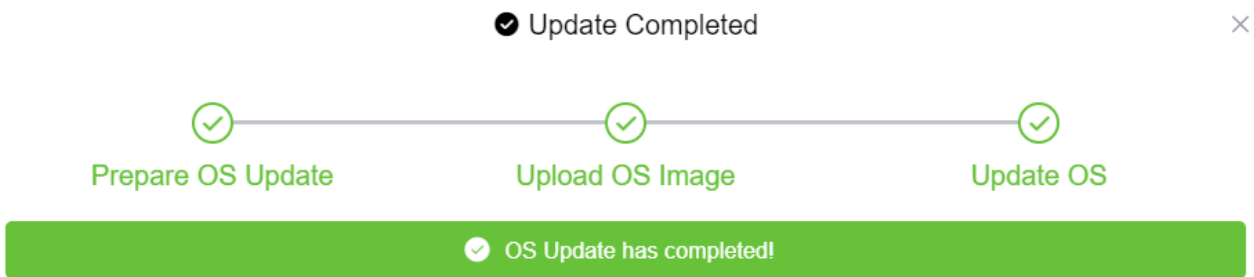 Update Completed
Prepare OS Update Upload OS Image Update OS
OS Update has completed!